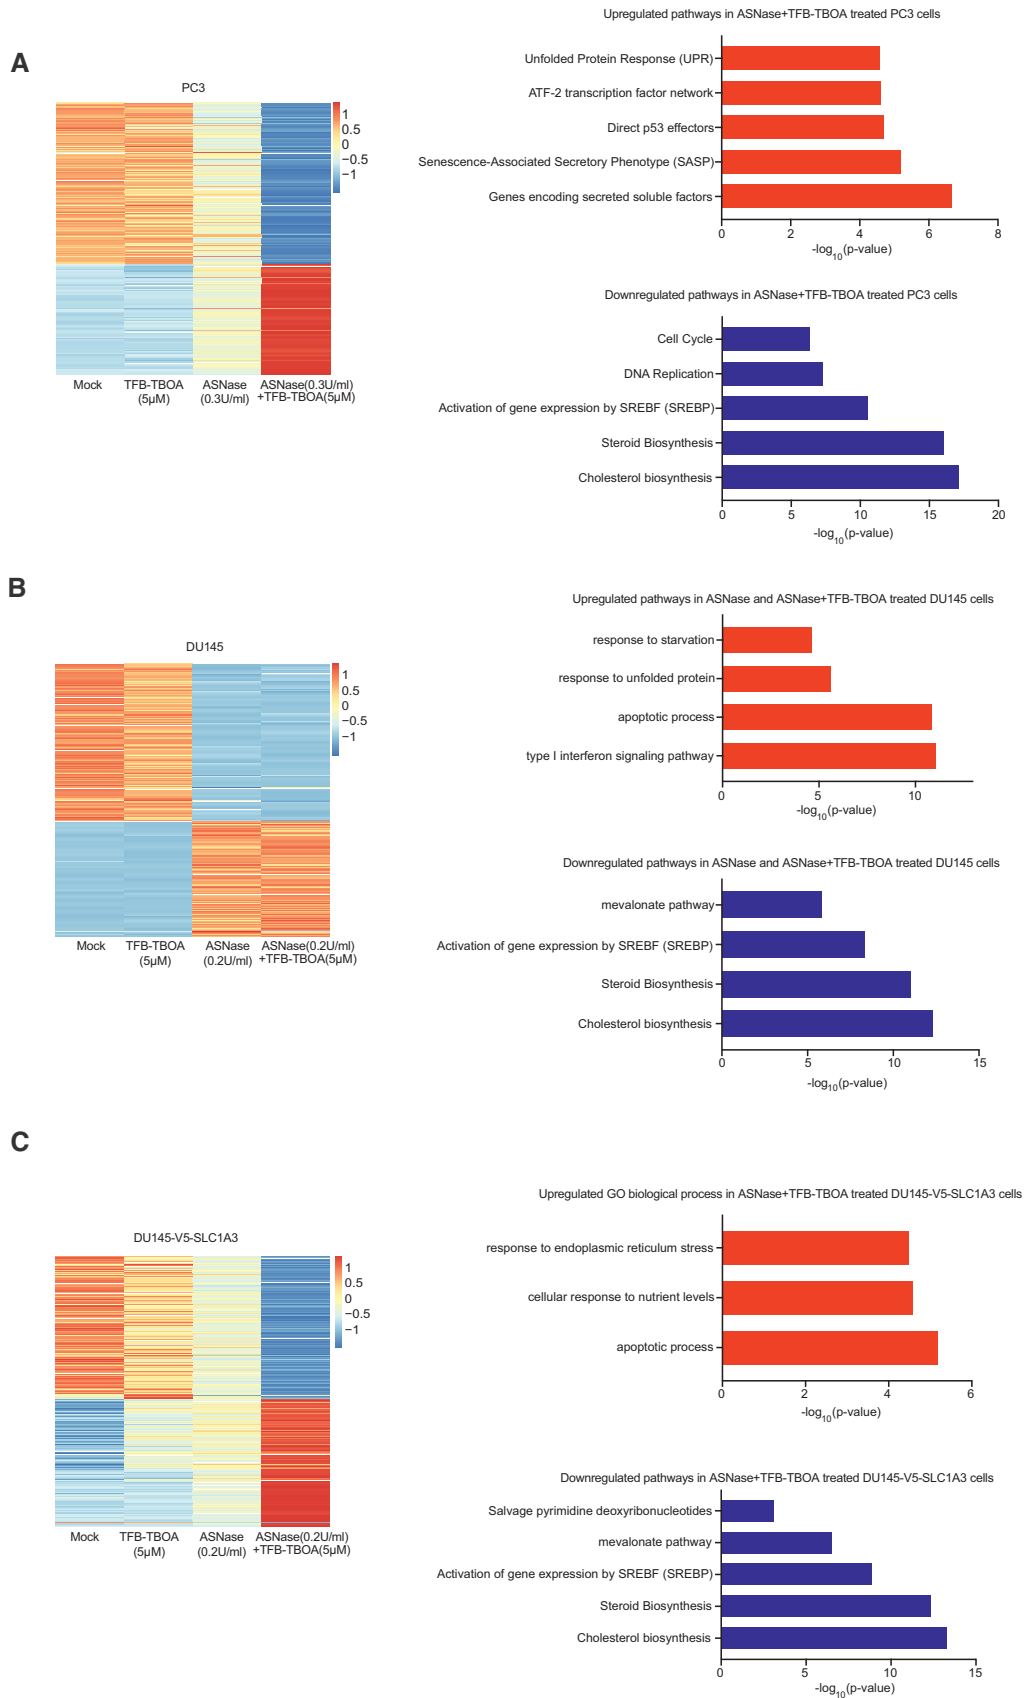 A
PC3
1
0.5
0
−0.5
−1
Mock
TFB-TBOA
(5µM)
ASNase
(0.3U/ml)
ASNase(0.3U/ml)
+TFB-TBOA(5µM)
Upregulated pathways in ASNase+TFB-TBOA treated PC3 cells
Unfolded Protein Response (UPR)
ATF-2 transcription factor network
Direct p53 effectors
Senescence-Associated Secretory Phenotype (SASP)
Genes encoding secreted soluble factors
0 2 4 6 8
-log10(p-value)
Downregulated pathways in ASNase+TFB-TBOA treated PC3 cells
Cell Cycle
DNA Replication
Activation of gene expression by SREBF (SREBP)
Steroid Biosynthesis
Cholesterol biosynthesis
0 5 10 15 20
-log10(p-value)
B
DU145
1
0.5
0
−0.5
−1
Mock
TFB-TBOA
(5µM)
ASNase
(0.2U/ml)
ASNase(0.2U/ml)
+TFB-TBOA(5µM)
Upregulated pathways in ASNase and ASNase+TFB-TBOA treated DU145 cells
response to starvation
response to unfolded protein
apoptotic process
type I interferon signaling pathway
0 5 10
-log10(p-value)
Downregulated pathways in ASNase and ASNase+TFB-TBOA treated DU145 cells
mevalonate pathway
Activation of gene expression by SREBF (SREBP)
Steroid Biosynthesis
Cholesterol biosynthesis
0 5 10 15
-log10(p-value)
C
DU145-V5-SLC1A3
1
0.5
0
−0.5
−1
Mock
TFB-TBOA
(5µM)
ASNase
(0.2U/ml)
ASNase(0.2U/ml)
+TFB-TBOA(5µM)
Upregulated GO biological process in ASNase+TFB-TBOA treated DU145-V5-SLC1A3 cells
response to endoplasmic reticulum stress
cellular response to nutrient levels
apoptotic process
0 2 4 6
-log10(p-value)
Downregulated pathways in ASNase+TFB-TBOA treated DU145-V5-SLC1A3 cells
Salvage pyrimidine deoxyribonucleotides
mevalonate pathway
Activation of gene expression by SREBF (SREBP)
Steroid Biosynthesis
Cholesterol biosynthesis
0 5 10 15
-log10(p-value)